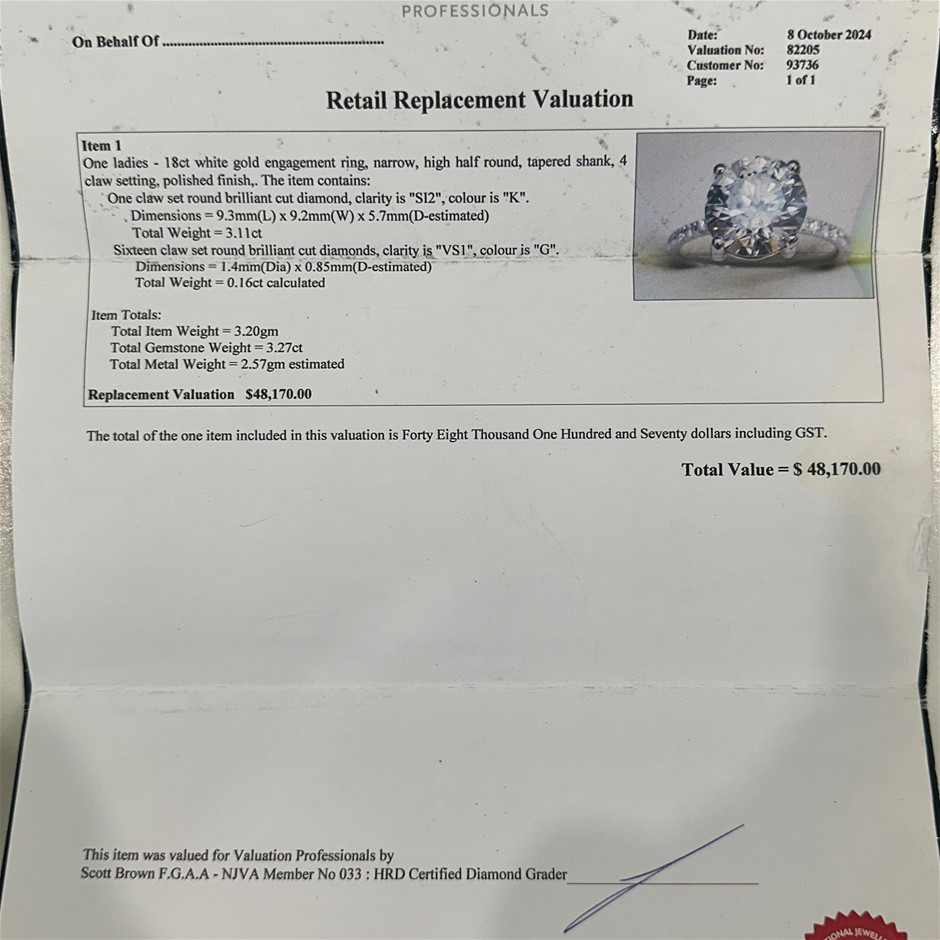 PROFESSIONALS
On Behalf Of ................................................................
Date: 8 October 2024
Valuation No: 82205
Customer No: 93736
Page: 1 of 1
Retail Replacement Valuation
Item 1
One ladies - 18ct white gold engagement ring, narrow, high half round, tapered shank, 4
claw setting, polished finish,. The item contains:
One claw set round brilliant cut diamond, clarity is "SI2", colour is "K".
Dimensions = 9.3mm(L) x 9.2mm(W) x 5.7mm(D-estimated)
Total Weight = 3.11ct
Sixteen claw set round brilliant cut diamonds, clarity is "VS1", colour is "G".
Dimensions = 1.4mm(Dia) x 0.85mm(D-estimated)
Total Weight = 0.16ct calculated
Item Totals:
Total Item Weight = 3.20gm
Total Gemstone Weight = 3.27ct
Total Metal Weight = 2.57gm estimated
Replacement Valuation $48,170.00
The total of the one item included in this valuation is Forty Eight Thousand One Hundred and Seventy dollars including GST.
Total Value = $ 48,170.00
This item was valued for Valuation Professionals by
Scott Brown F.G.A.A - NJVA Member No 033 : HRD Certified Diamond Grader